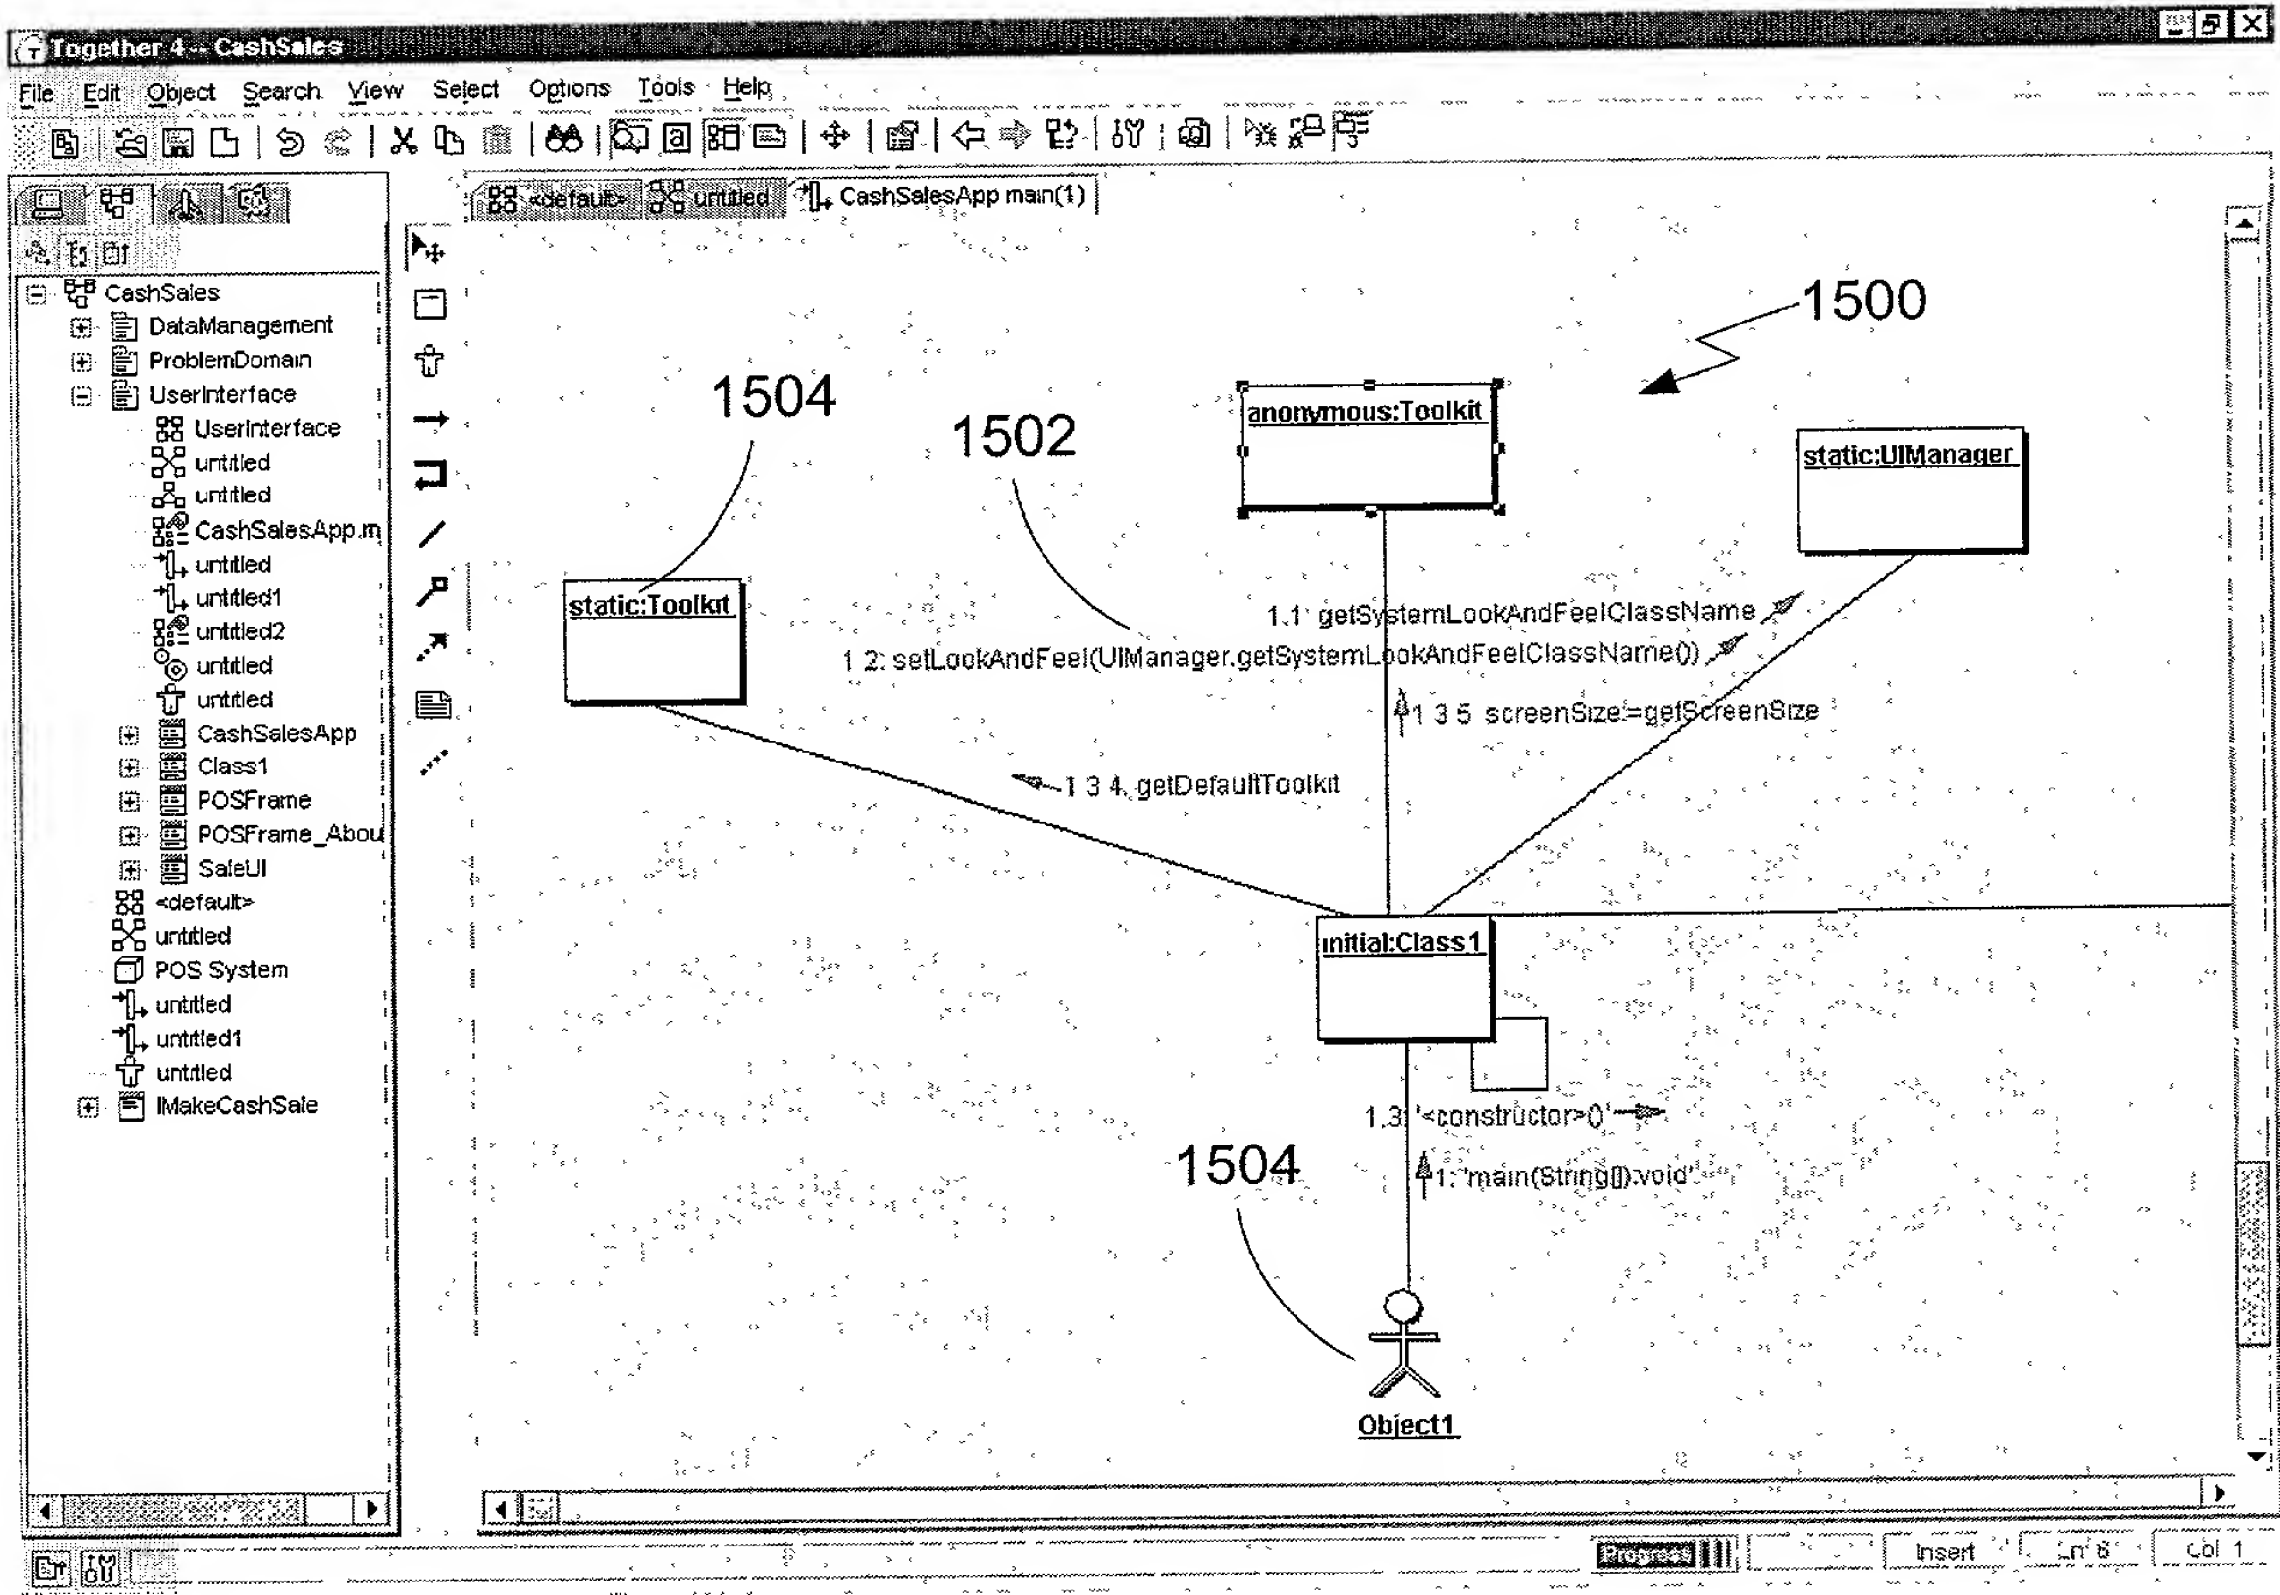 Together 4 -- CashSales
File Edit Object Search View Select Options Tools Help
<default> untitled CashSalesApp main(1)
CashSales
DataManagement
ProblemDomain
UserInterface
UserInterface
untitled
untitled
CashSalesApp.m
untitled
untitled1
untitled2
untitled
untitled
CashSalesApp
Class1
POSFrame
POSFrame_Abou
SaleUI
<default>
untitled
POS System
untitled
untitled1
untitled
IMakeCashSale
1500
1504
1502
anonymous:Toolkit
static:UIManager
static:Toolkit
1.1: getSystemLookAndFeelClassName
1 2: setLookAndFeel(UIManager.getSystemLookAndFeelClassName())
1 3 5 screenSize:=getScreenSize
1 3 4. getDefaultToolkit
initial:Class1
1.3: '<constructor>()'
1: 'main(String[]).void'
1504
Object1
Progress Insert Ln 6 Col 1